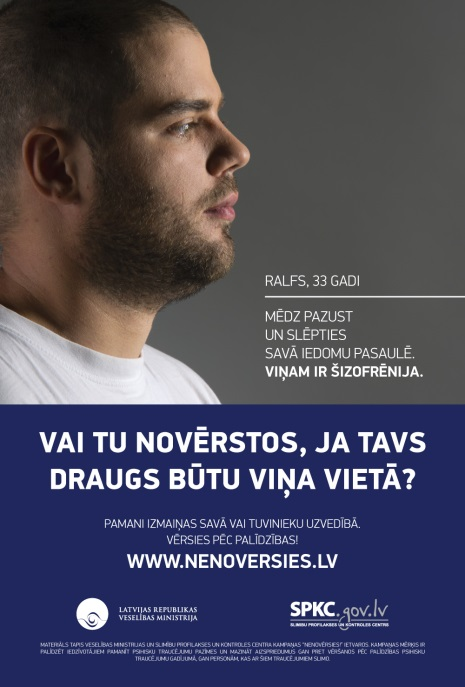 RALFS, 33 GADI
MĒDZ PAZUST
UN SLĒPTIES
SAVĀ IEDOMU PASAULĒ.
VIŅAM IR ŠIZOFRĒNIJA.
VAI TU NOVĒRSTOS, JA TAVS
DRAUGS BŪTU VIŅA VIETĀ?
PAMANI IZMAIŅAS SAVĀ VAI TUVINIEKU UZVEDĪBĀ.
VĒRSIES PĒC PALĪDZĪBAS!
WWW.NENOVERSIES.LV
LATVIJAS REPUBLIKAS
VESELĪBAS MINISTRIJA
SPKC.gov.lv
SLIMĪBU PROFILAKSES UN KONTROLES CENTRS
MATERIĀLS TAPIS VESELĪBAS MINISTRIJAS UN SLIMĪBU PROFILAKSES UN KONTROLES CENTRA KAMPAŅAS "NENOVĒRSIES" IETVAROS. KAMPAŅAS MĒRĶIS IR
PALĪDZĒT IEDZĪVOTĀJIEM PAMANĪT PSIHISKU TRAUCĒJUMU PAZĪMES UN MAZINĀT AIZSPRIEDUMUS GAN PRET VĒRŠANOS PĒC PALĪDZĪBAS PSIHISKU
TRAUCĒJUMU GADĪJUMĀ, GAN PERSONĀM, KAS AR ŠIEM TRAUCĒJUMIEM SLIMO.